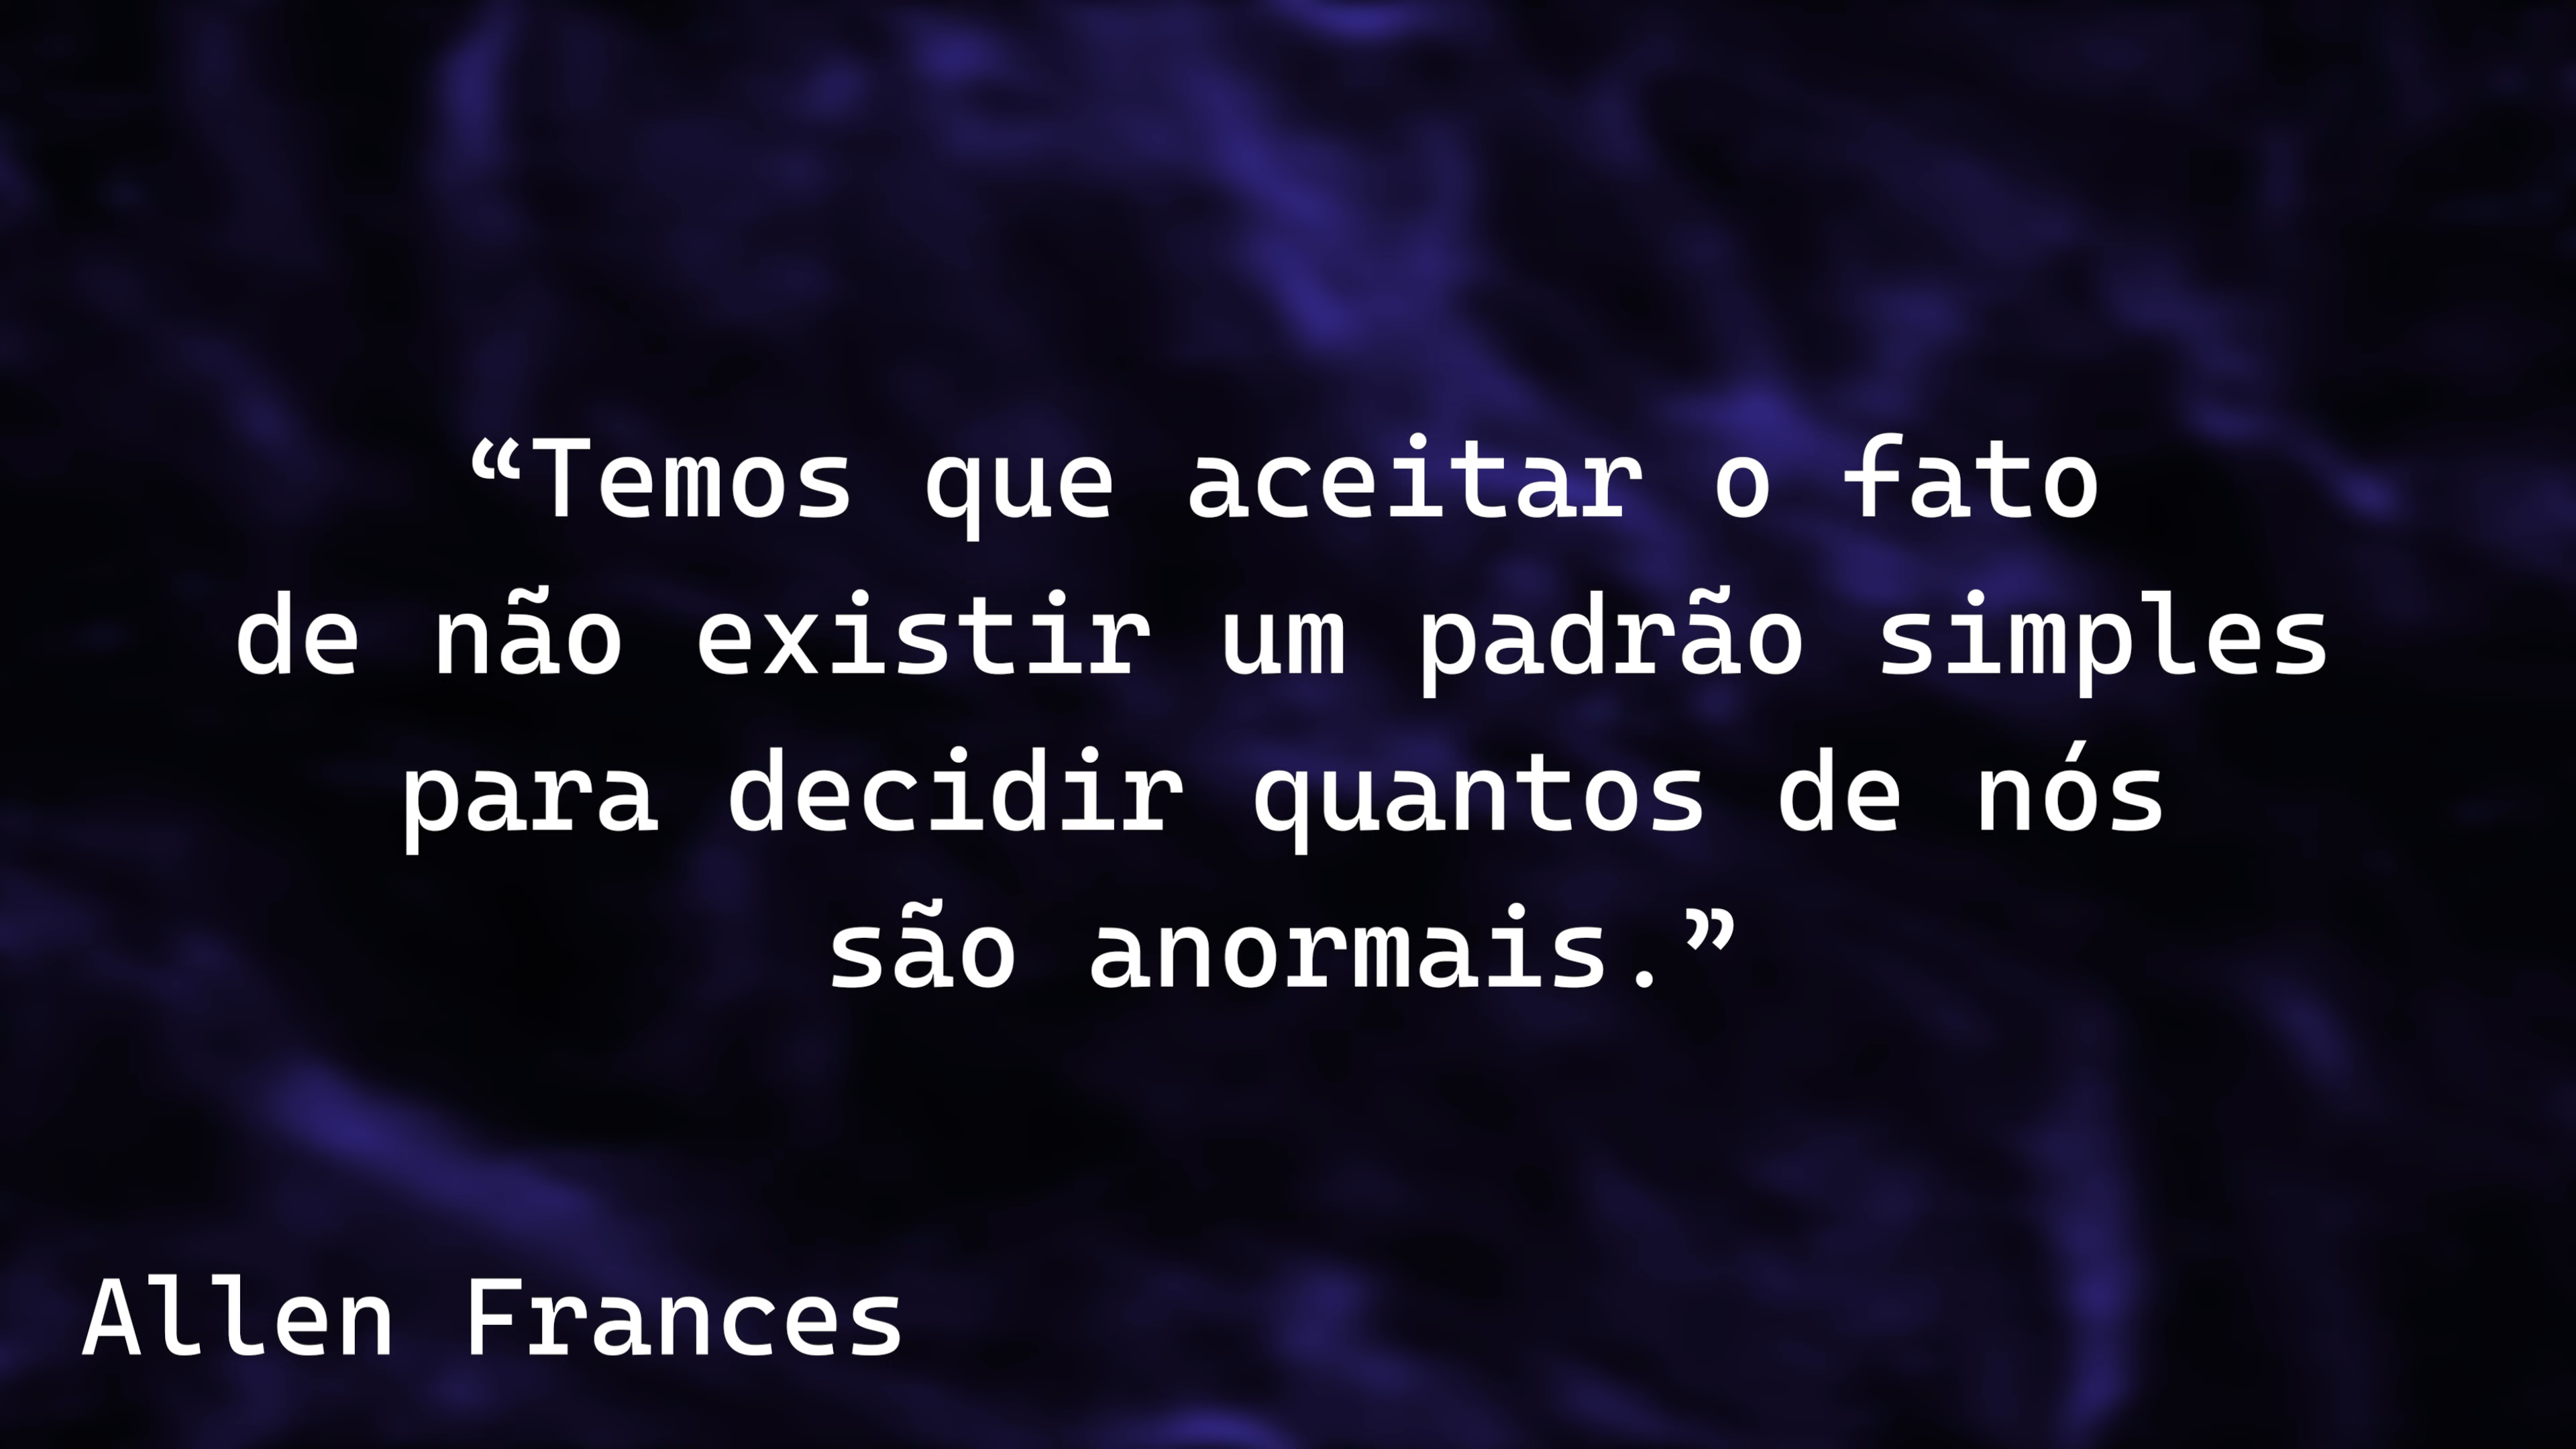 “Temos que aceitar o fato
de não existir um padrão simples
para decidir quantos de nós
são anormais.”
Allen Frances